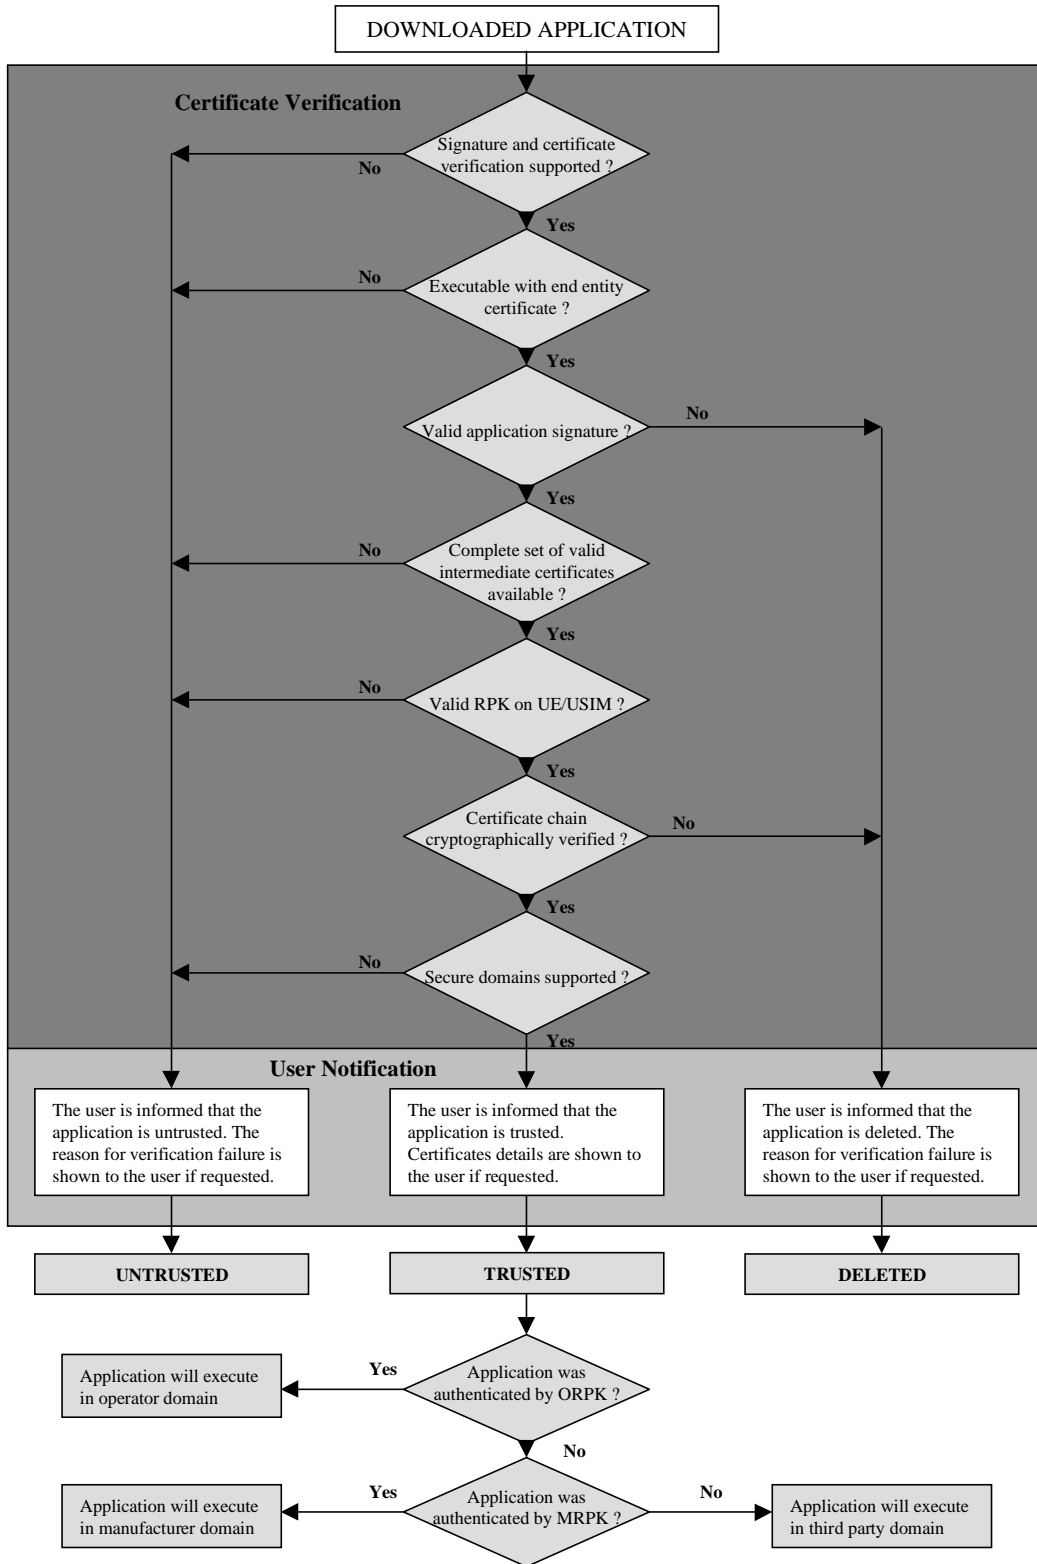 DOWNLOADED APPLICATION
Certificate Verification
Signature and certificate
verification supported ?
No
Yes
No
Executable with end entity
certificate ?
Yes
No
Valid application signature ?
Yes
No
Complete set of valid
intermediate certificates
available ?
Yes
No
Valid RPK on UE/USIM ?
Yes
Certificate chain
cryptographically verified ?
No
Yes
No
Secure domains supported ?
Yes
User Notification
The user is informed that the
application is untrusted. The
reason for verification failure is
shown to the user if requested.
The user is informed that the
application is trusted.
Certificates details are shown to
the user if requested.
The user is informed that the
application is deleted. The
reason for verification failure is
shown to the user if requested.
UNTRUSTED
TRUSTED
DELETED
Application was
authenticated by ORPK ?
Yes
Application will execute
in operator domain
No
Application was
authenticated by MRPK ?
Yes
Application will execute
in manufacturer domain
No
Application will execute
in third party domain